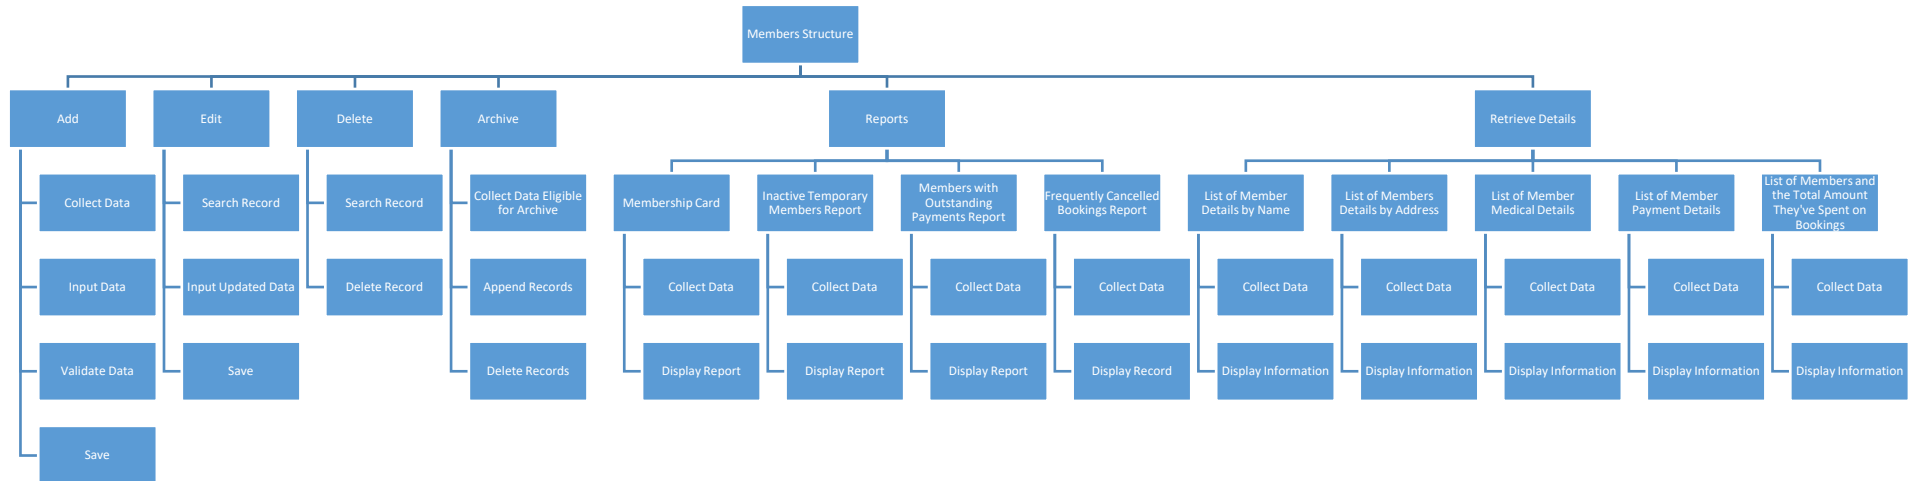 Members Structure
Add
Edit
Delete
Archive
Reports
Retrieve Details
Collect Data
Search Record
Search Record
Collect Data Eligible
for Archive
Membership Card
Inactive Temporary
Members Report
Members with
Outstanding
Payments Report
Frequently Cancelled
Bookings Report
List of Member
Details by Name
List of Members
Details by Address
List of Member
Medical Details
List of Member
Payment Details
List of Members and
the Total Amount
They've Spent on
Bookings
Input Data
Input Updated Data
Delete Record
Append Records
Collect Data
Collect Data
Collect Data
Collect Data
Collect Data
Collect Data
Collect Data
Collect Data
Collect Data
Validate Data
Save
Delete Records
Display Report
Display Report
Display Report
Display Record
Display Information
Display Information
Display Information
Display Information
Display Information
Save